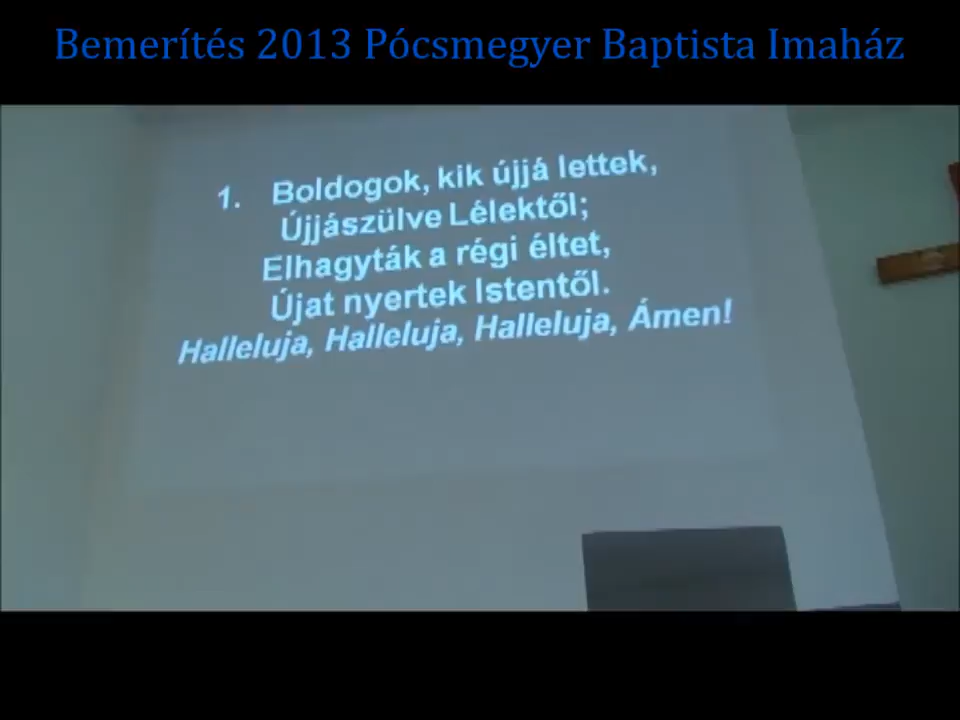 Bemerítés 2013 Pócsmegyer Baptista Imaház
1. Boldogok, kik újjá lettek,
Újjászülve Lélektől;
Elhagyták a régi éltet,
Újat nyertek Istentől.
Halleluja, Halleluja, Halleluja, Ámen!